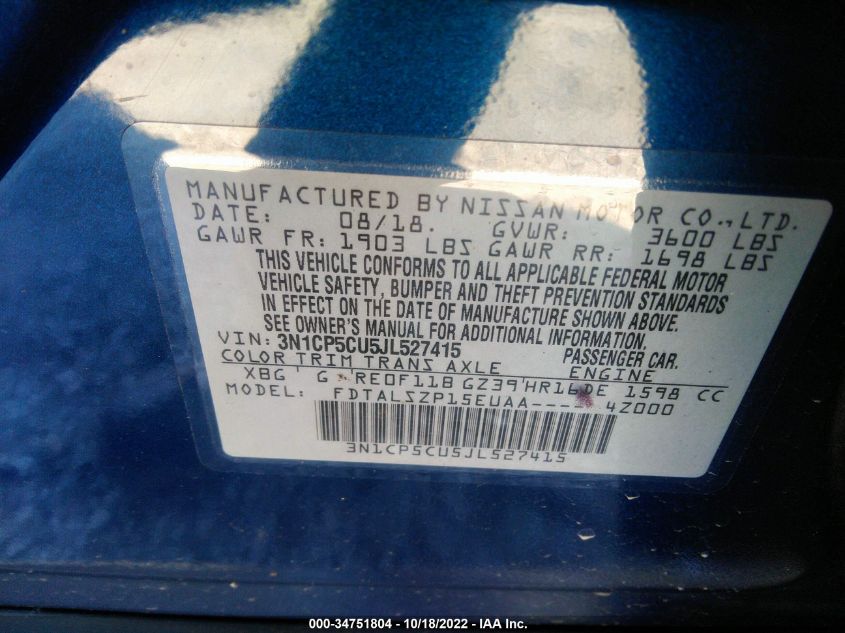 MANUFACTURED BY NISSAN MOTOR CO., LTD.
DATE: 08/18. GVWR: 3600 LBS
GAWR FR: 1903 LBS GAWR RR: 1698 LBS
THIS VEHICLE CONFORMS TO ALL APPLICABLE FEDERAL MOTOR
VEHICLE SAFETY, BUMPER AND THEFT PREVENTION STANDARDS
IN EFFECT ON THE DATE OF MANUFACTURE SHOWN ABOVE.
SEE OWNER'S MANUAL FOR ADDITIONAL INFORMATION.
VIN: 3N1CP5CU5JL527415 PASSENGER CAR.
COLOR TRIM TRANS AXLE ENGINE
XBG G RE0F11B GZ39 HR16DE 1598 CC
MODEL: FDTALSZP15EUAA----- 4Z000
3N1CP5CU5JL527415
000-34751804 - 10/18/2022 - IAA Inc.